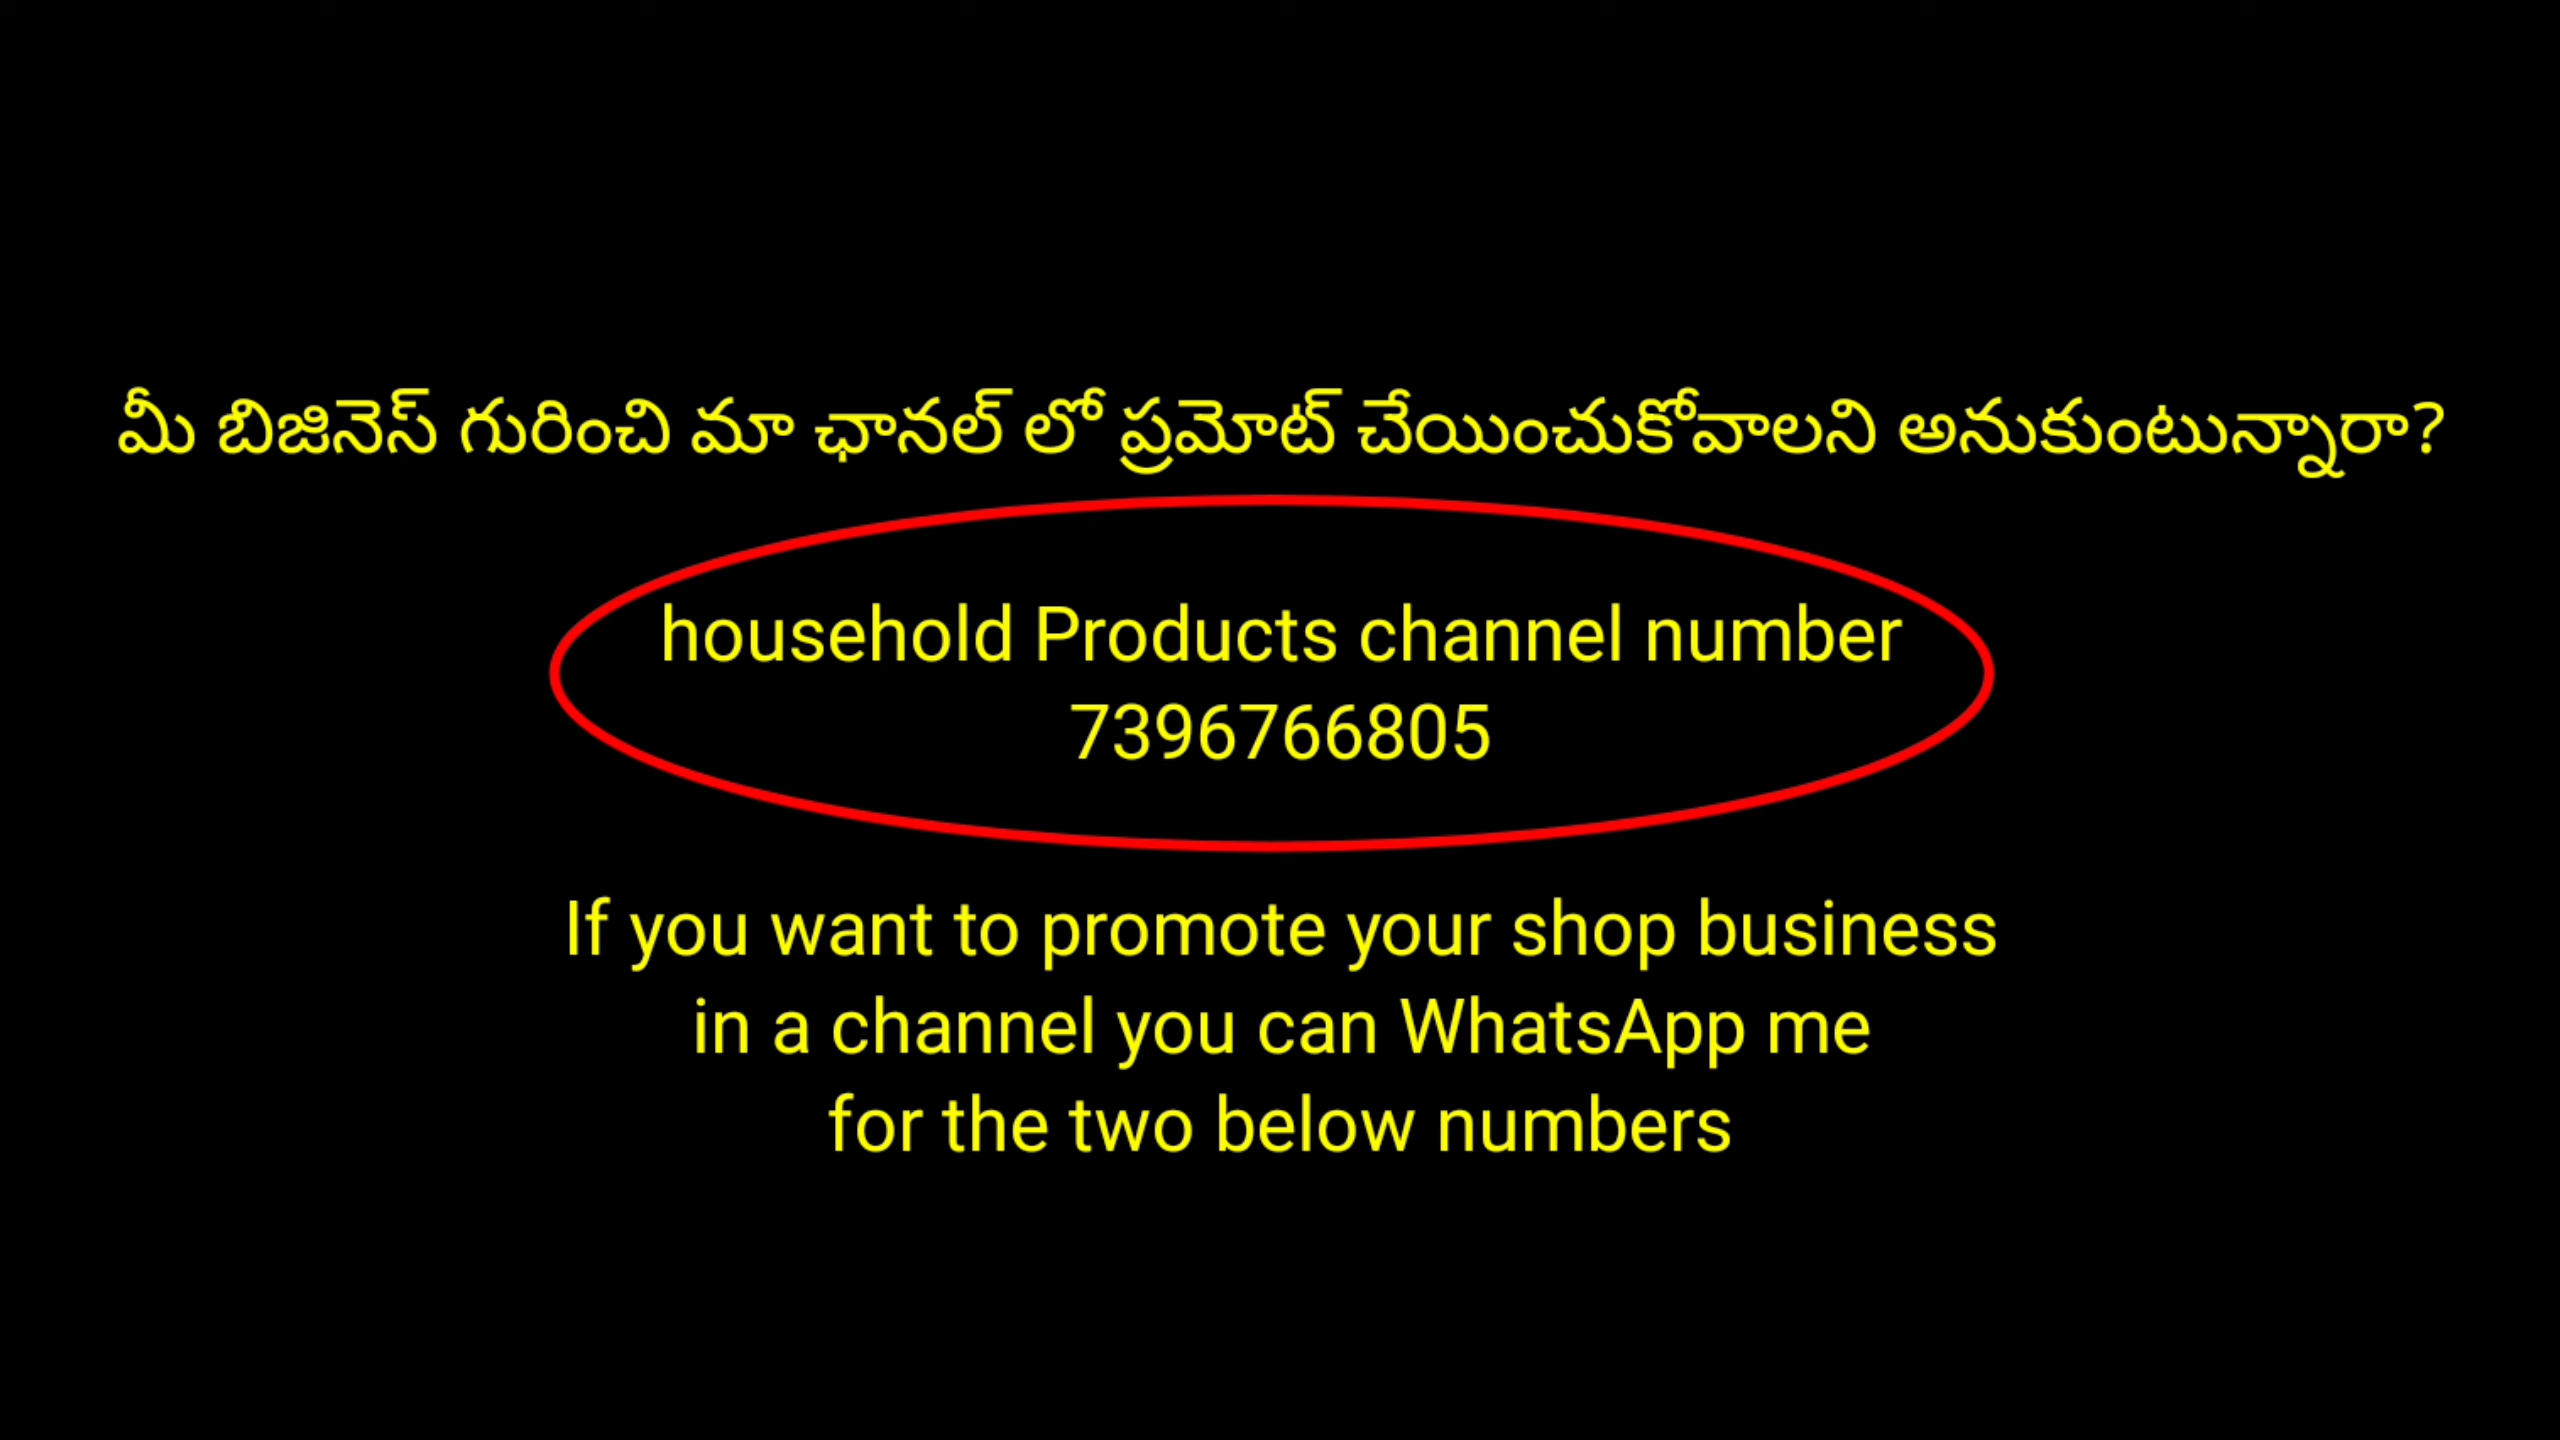 మీ బిజినెస్ గురించి మా ఛానల్ లో ప్రమోట్ చేయించుకోవాలని అనుకుంటున్నారా?
household Products channel number
7396766805
If you want to promote your shop business
in a channel you can WhatsApp me
for the two below numbers